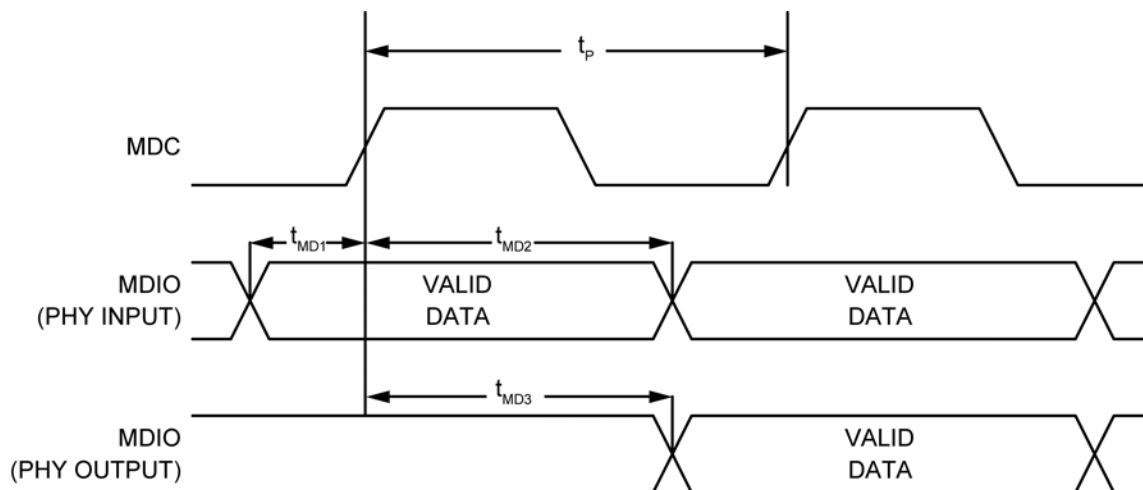 tP
MDC
tMD1
tMD2
MDIO
(PHY INPUT)
VALID
DATA
VALID
DATA
tMD3
MDIO
(PHY OUTPUT)
VALID
DATA